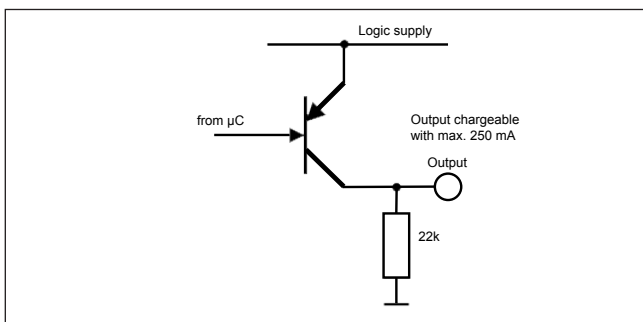 Logic supply
from µC
Output chargeable
with max. 250 mA
Output
22k